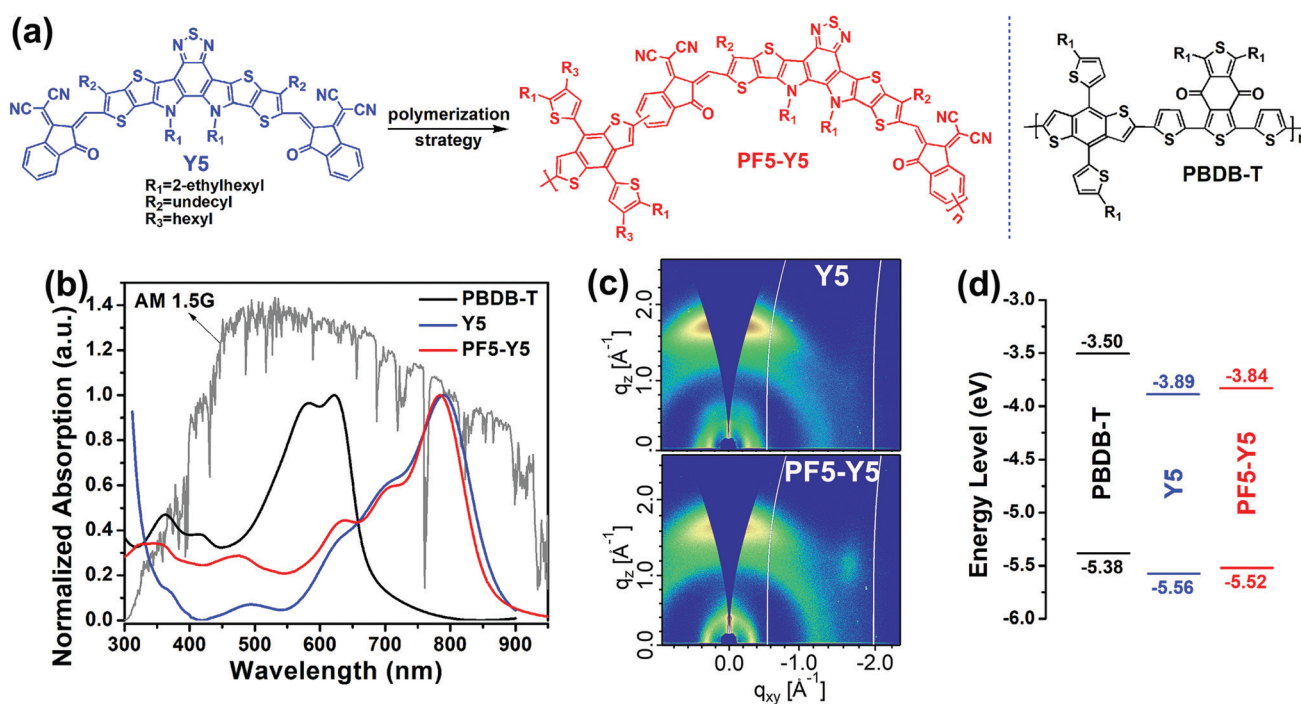 (a)
N
S
N
R2
R2
S
S
NC
CN
NC
CN
S
N
N
S
R1
R1
O
O
Y5
R1=2-ethylhexyl
R2=undecyl
R3=hexyl
polymerization
strategy
NC
CN
R2
S
N
S
N
S
R3
R1
S
O
S
N
N
S
R2
R1
R1
S
NC
CN
S
O
S
R1
R3
n
PF5-Y5
R1
S
S
R1
R1
O
O
S
S
S
S
S
n
S
R1
PBDB-T
(b)
AM 1.5G
PBDB-T
Y5
PF5-Y5
Normalized Absorption (a.u.)
1.4
1.2
1.0
0.8
0.6
0.4
0.2
0.0
300 400 500 600 700 800 900
Wavelength (nm)
(c)
Y5
qz [Å-1]
2.0
1.0
0
PF5-Y5
qz [Å-1]
2.0
1.0
0.0
0.0 -1.0 -2.0
qxy [Å-1]
(d)
Energy Level (eV)
-3.0
-3.5
-4.0
-4.5
-5.0
-5.5
-6.0
-3.50
PBDB-T
-5.38
-3.89
Y5
-5.56
-3.84
PF5-Y5
-5.52